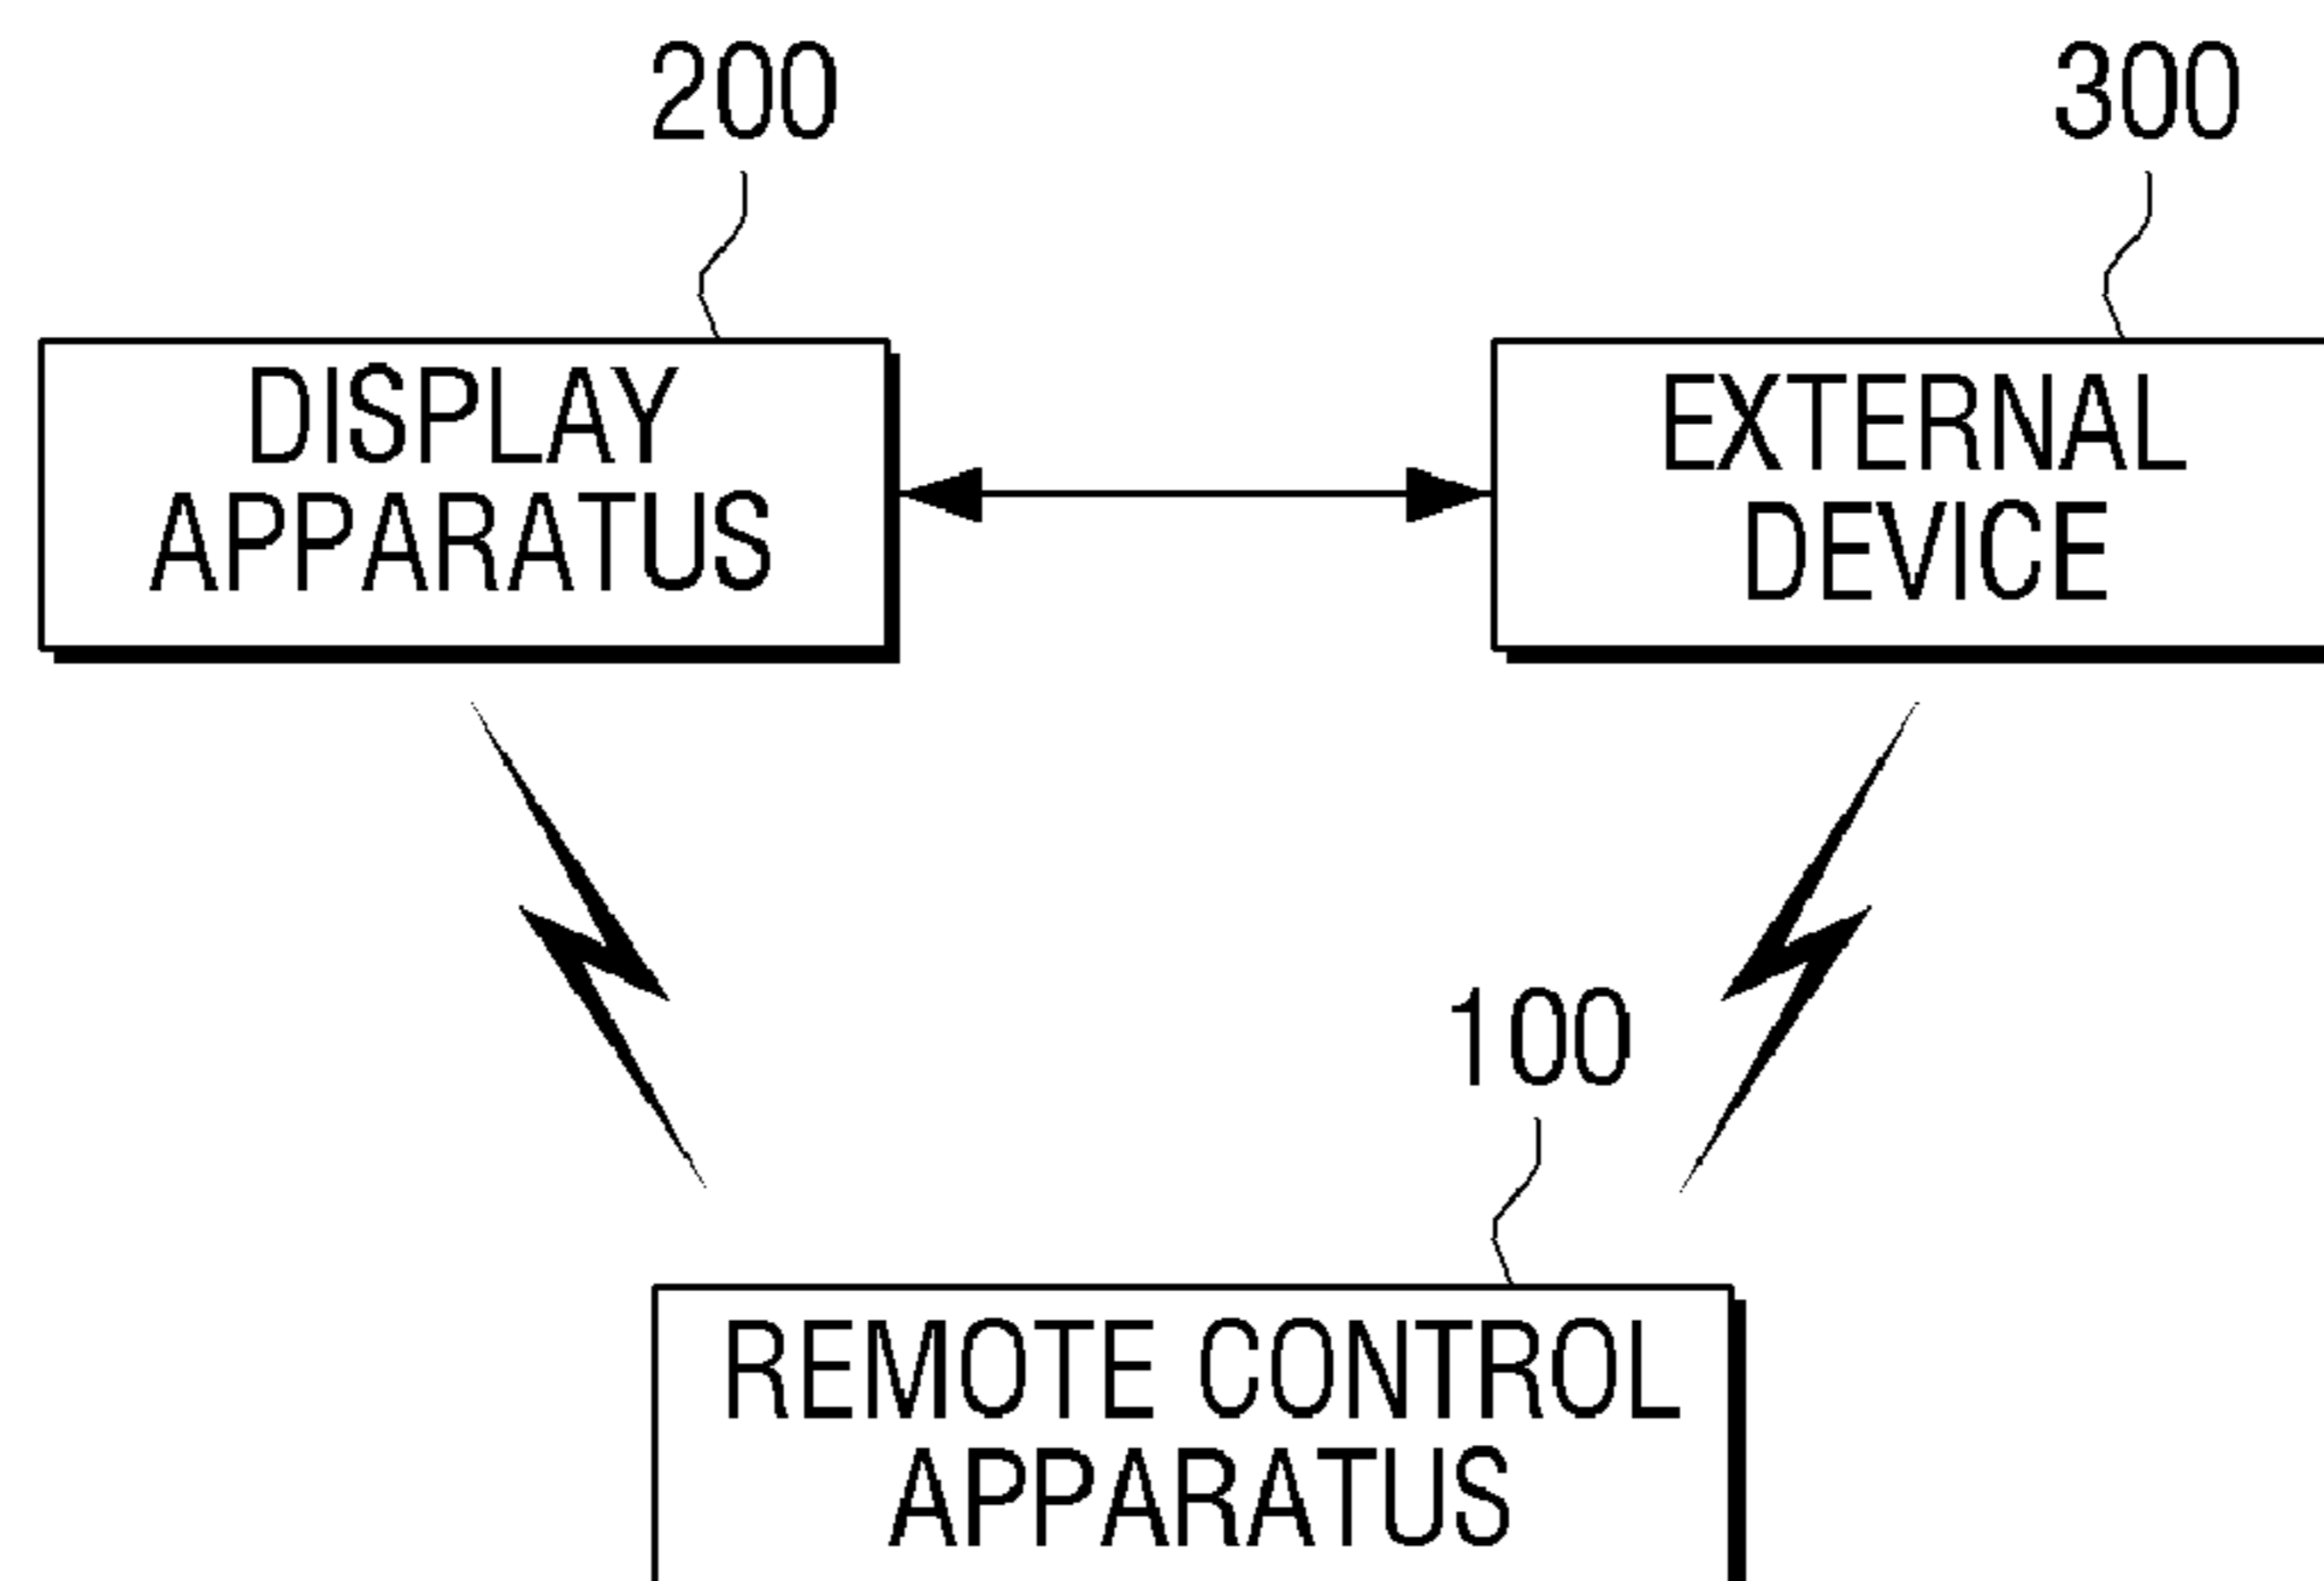 200
300
DISPLAY
APPARATUS
EXTERNAL
DEVICE
100
REMOTE CONTROL
APPARATUS